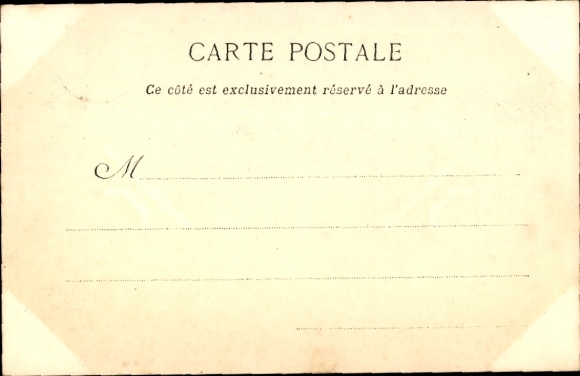 CARTE POSTALE
Ce côté est exclusivement réservé à l'adresse
M